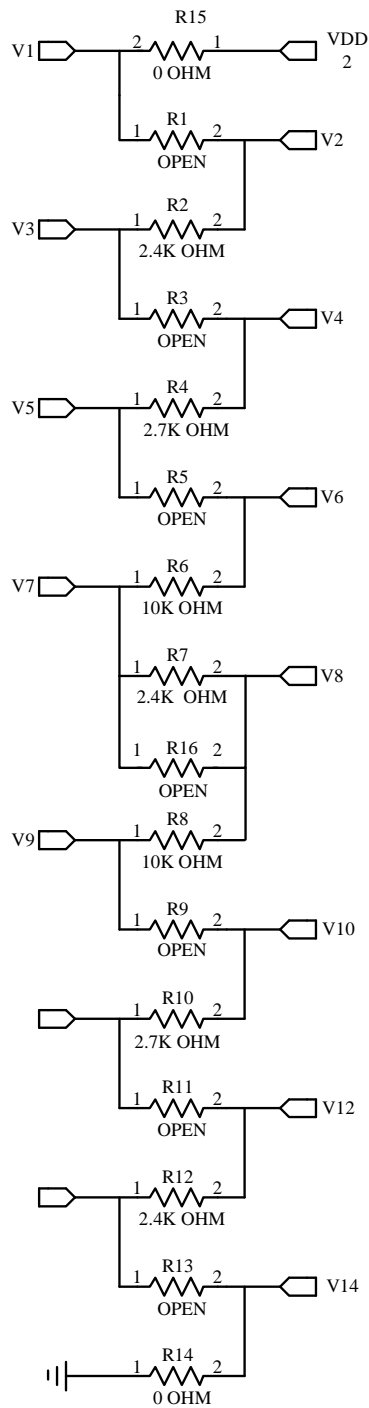 R15
V1 2 1 VDD
0 OHM 2
R1
1 2 V2
OPEN
R2
V3 1 2
2.4K OHM
R3
1 2 V4
OPEN
R4
V5 1 2
2.7K OHM
R5
1 2 V6
OPEN
R6
V7 1 2
10K OHM
R7
1 2 V8
2.4K OHM
R16
1 2
OPEN
R8
V9 1 2
10K OHM
R9
1 2 V10
OPEN
R10
1 2
2.7K OHM
R11
1 2 V12
OPEN
R12
1 2
2.4K OHM
R13
1 2 V14
OPEN
R14
1 2
0 OHM